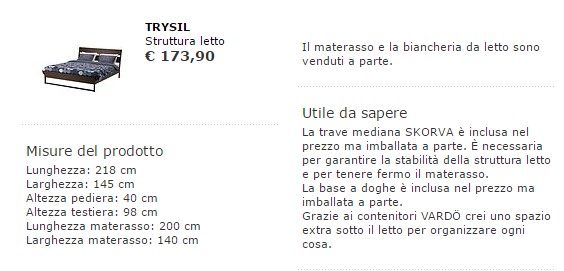 TRYSIL
Struttura letto
€ 173,90
Misure del prodotto
Lunghezza: 218 cm
Larghezza: 145 cm
Altezza pediera: 40 cm
Altezza testiera: 98 cm
Lunghezza materasso: 200 cm
Larghezza materasso: 140 cm
Il materasso e la biancheria da letto sono
venduti a parte.
Utile da sapere
La trave mediana SKORVA è inclusa nel
prezzo ma imballata a parte. È necessaria
per garantire la stabilità della struttura letto
e per tenere fermo il materasso.
La base a doghe è inclusa nel prezzo ma
imballata a parte.
Grazie ai contenitori VARDÖ crei uno spazio
extra sotto il letto per organizzare ogni
cosa.